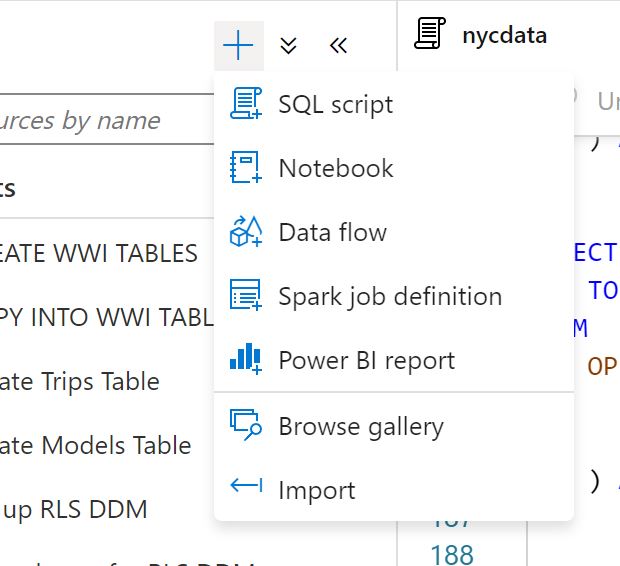 nycdata
SQL script
urces by name
Notebook
ts
Data flow
EATE WWI TABLES
ECT
Spark job definition
TO
PY INTO WWI TABL
M
Power BI report
OP
ate Trips Table
Browse gallery
ate Models Table
Import
)
up RLS DDM
188